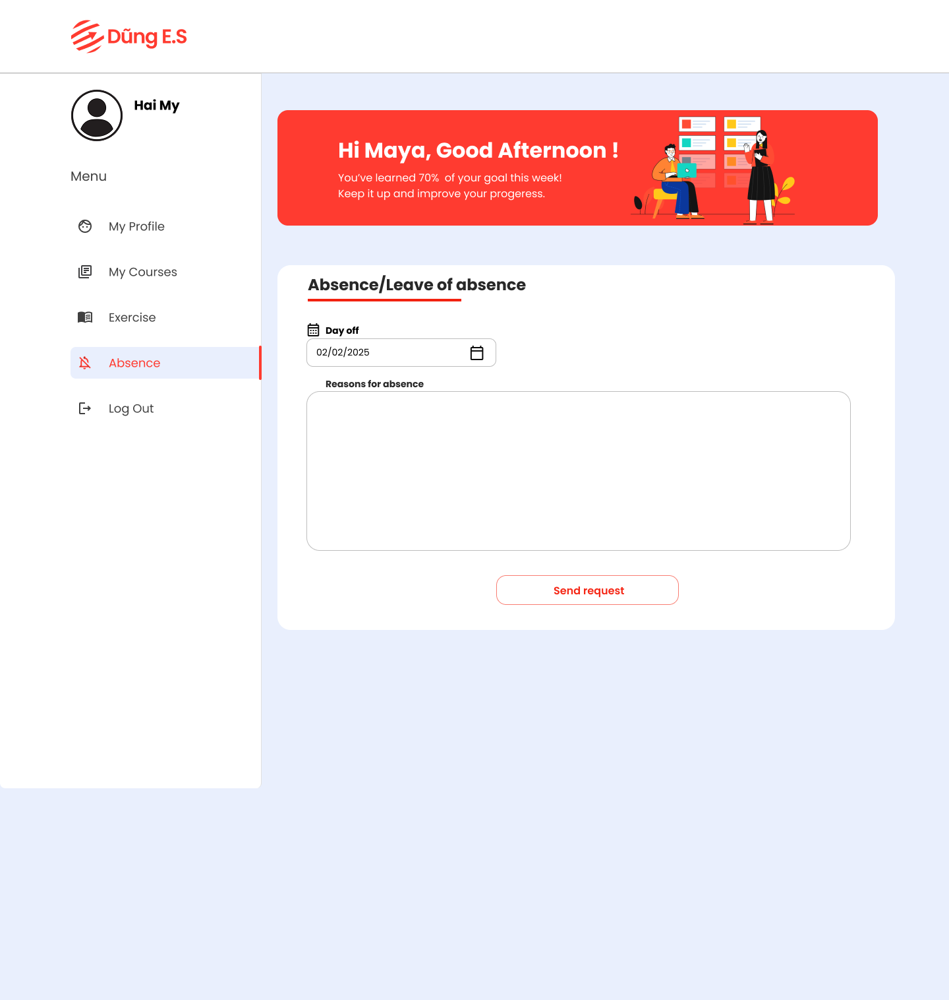 Dũng E.S
Hai My
Menu
My Profile
My Courses
Exercise
Absence
Log Out
Hi Maya, Good Afternoon !
You’ve learned 70%  of your goal this week!
Keep it up and improve your progeress.
Absence/Leave of absence
Day off
02/02/2025
Reasons for absence
Send request